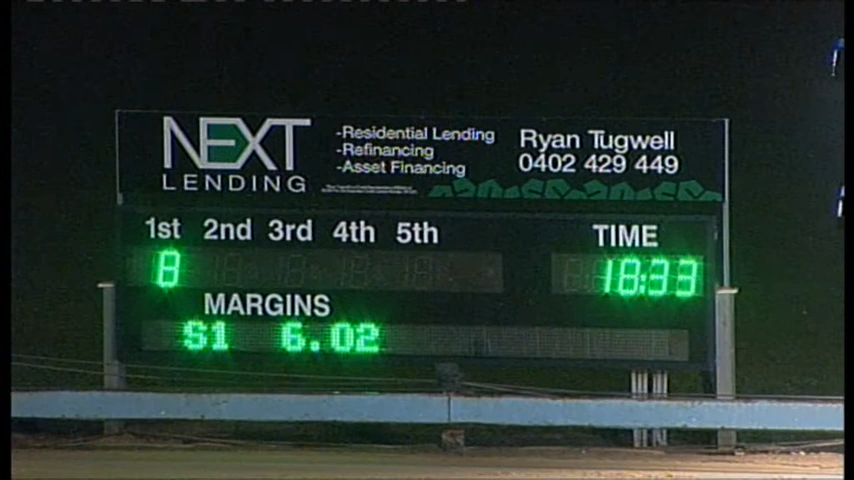 NEXT
LENDING
-Residential Lending
-Refinancing
-Asset Financing
Ryan Tugwell
0402 429 449
1st 2nd 3rd 4th 5th
TIME
8
18:33
MARGINS
S1 6.02